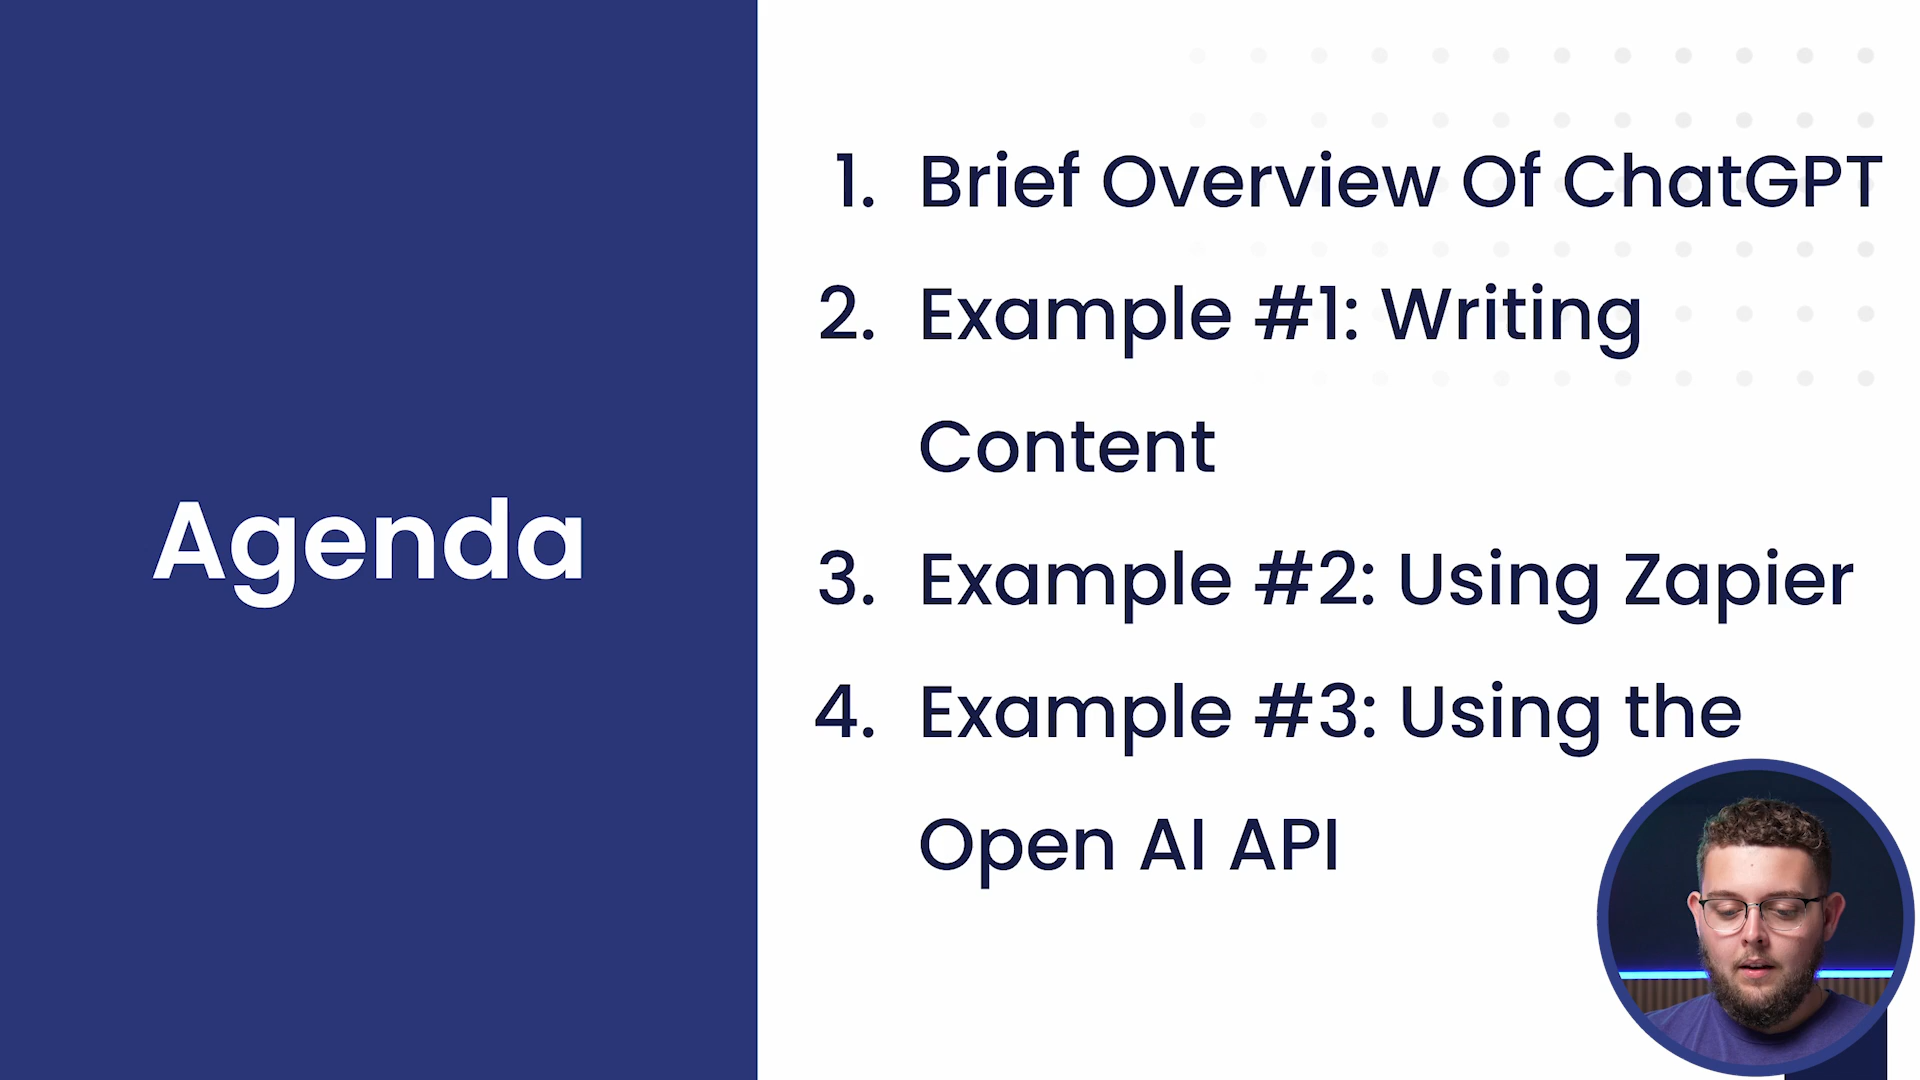 Agenda
1. Brief Overview Of ChatGPT
2. Example #1: Writing
Content
3. Example #2: Using Zapier
4. Example #3: Using the
Open AI API